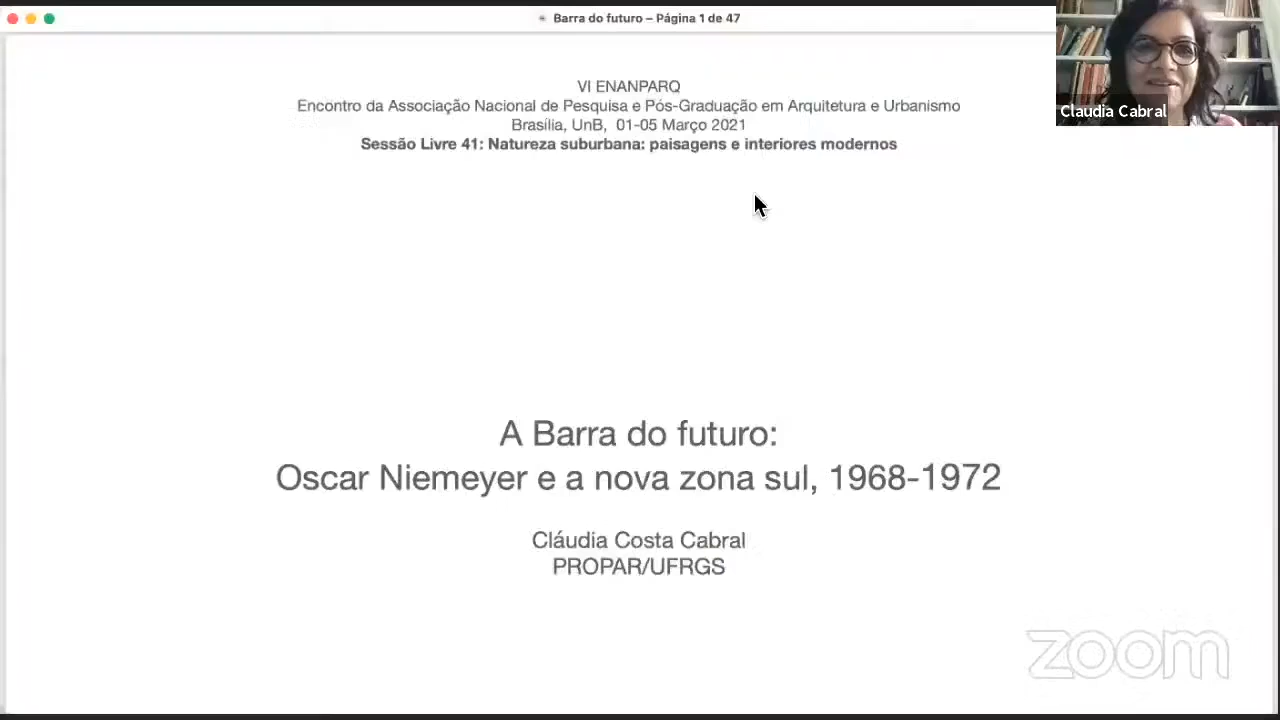 Barra do futuro – Página 1 de 47
Claudia Cabral
VI ENANPARQ
Encontro da Associação Nacional de Pesquisa e Pós-Graduação em Arquitetura e Urbanismo
Brasília, UnB, 01-05 Março 2021
Sessão Livre 41: Natureza suburbana: paisagens e interiores modernos
A Barra do futuro:
Oscar Niemeyer e a nova zona sul, 1968-1972
Cláudia Costa Cabral
PROPAR/UFRGS
zoom